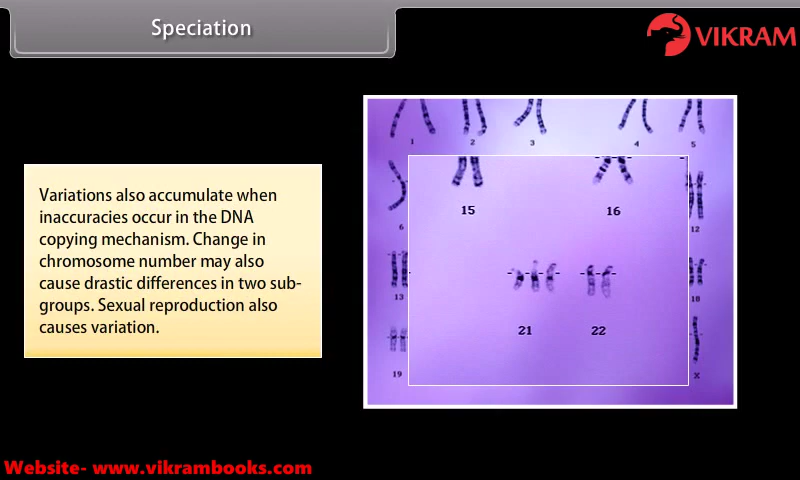 Speciation
VIKRAM
Variations also accumulate when
inaccuracies occur in the DNA
copying mechanism. Change in
chromosome number may also
cause drastic differences in two sub-
groups. Sexual reproduction also
causes variation.
1 2 3 4 5
15 16
6 12
13 18
21 22
19 X
Website- www.vikrambooks.com